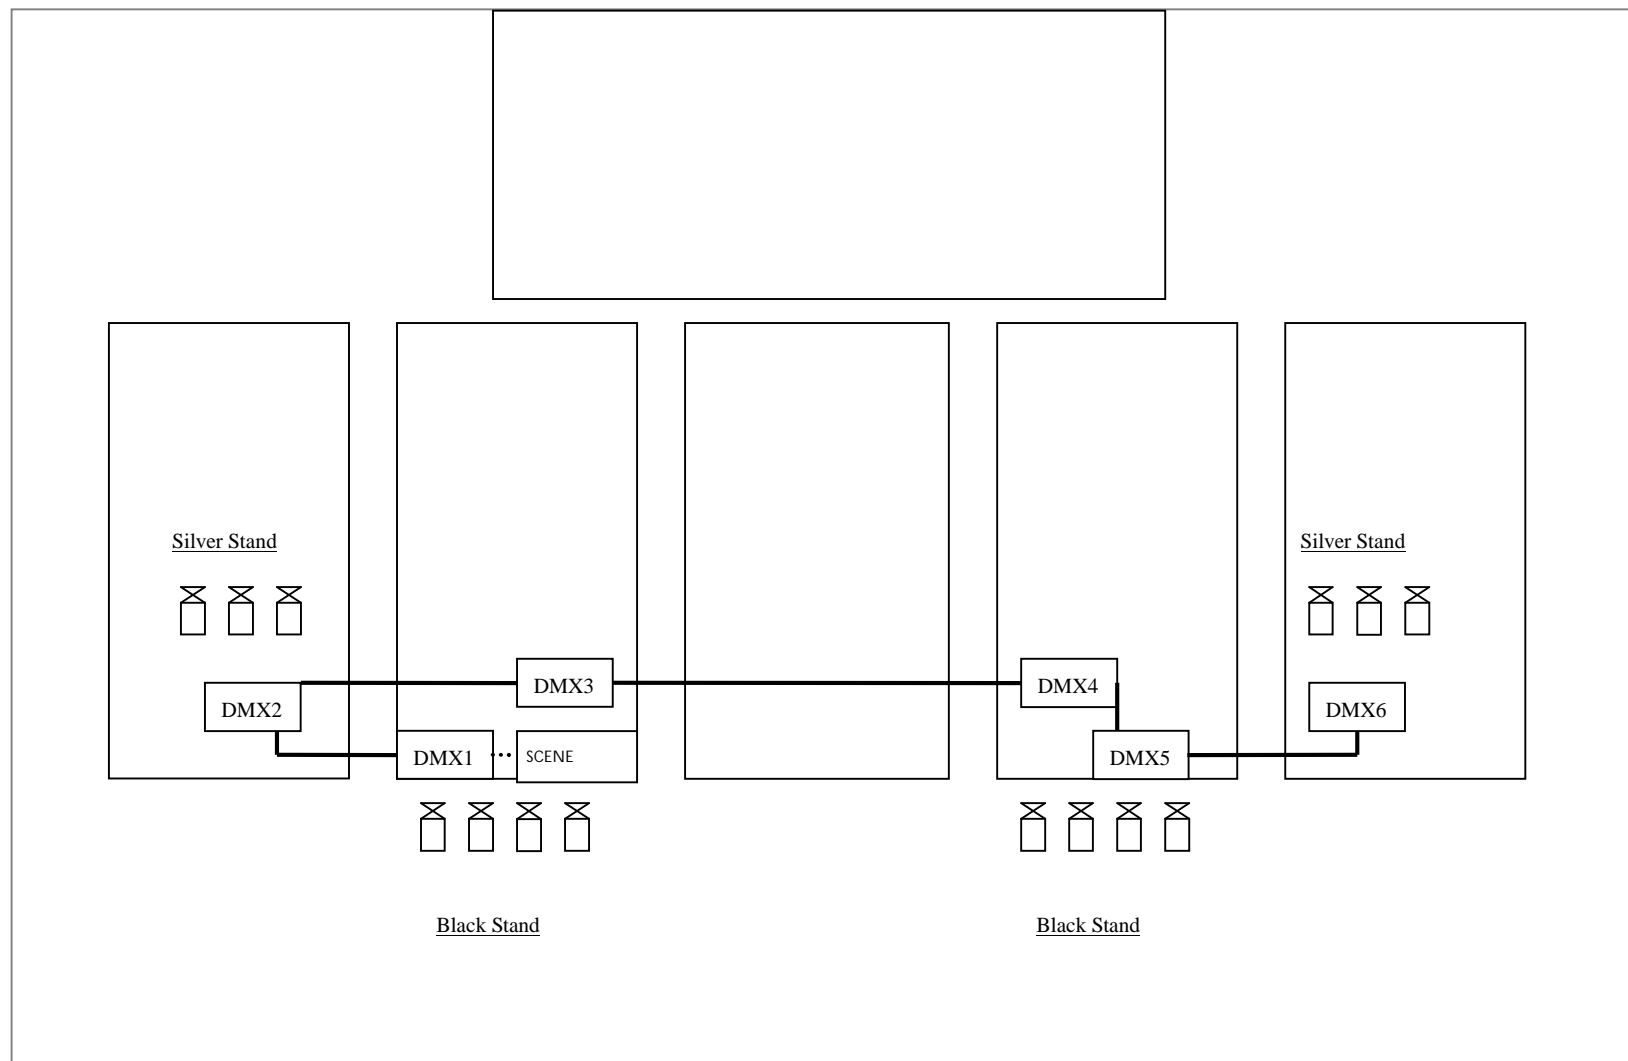 Silver Stand
Silver Stand
DMX3
DMX4
DMX2
DMX6
DMX1
SCENE
DMX5
Black Stand
Black Stand